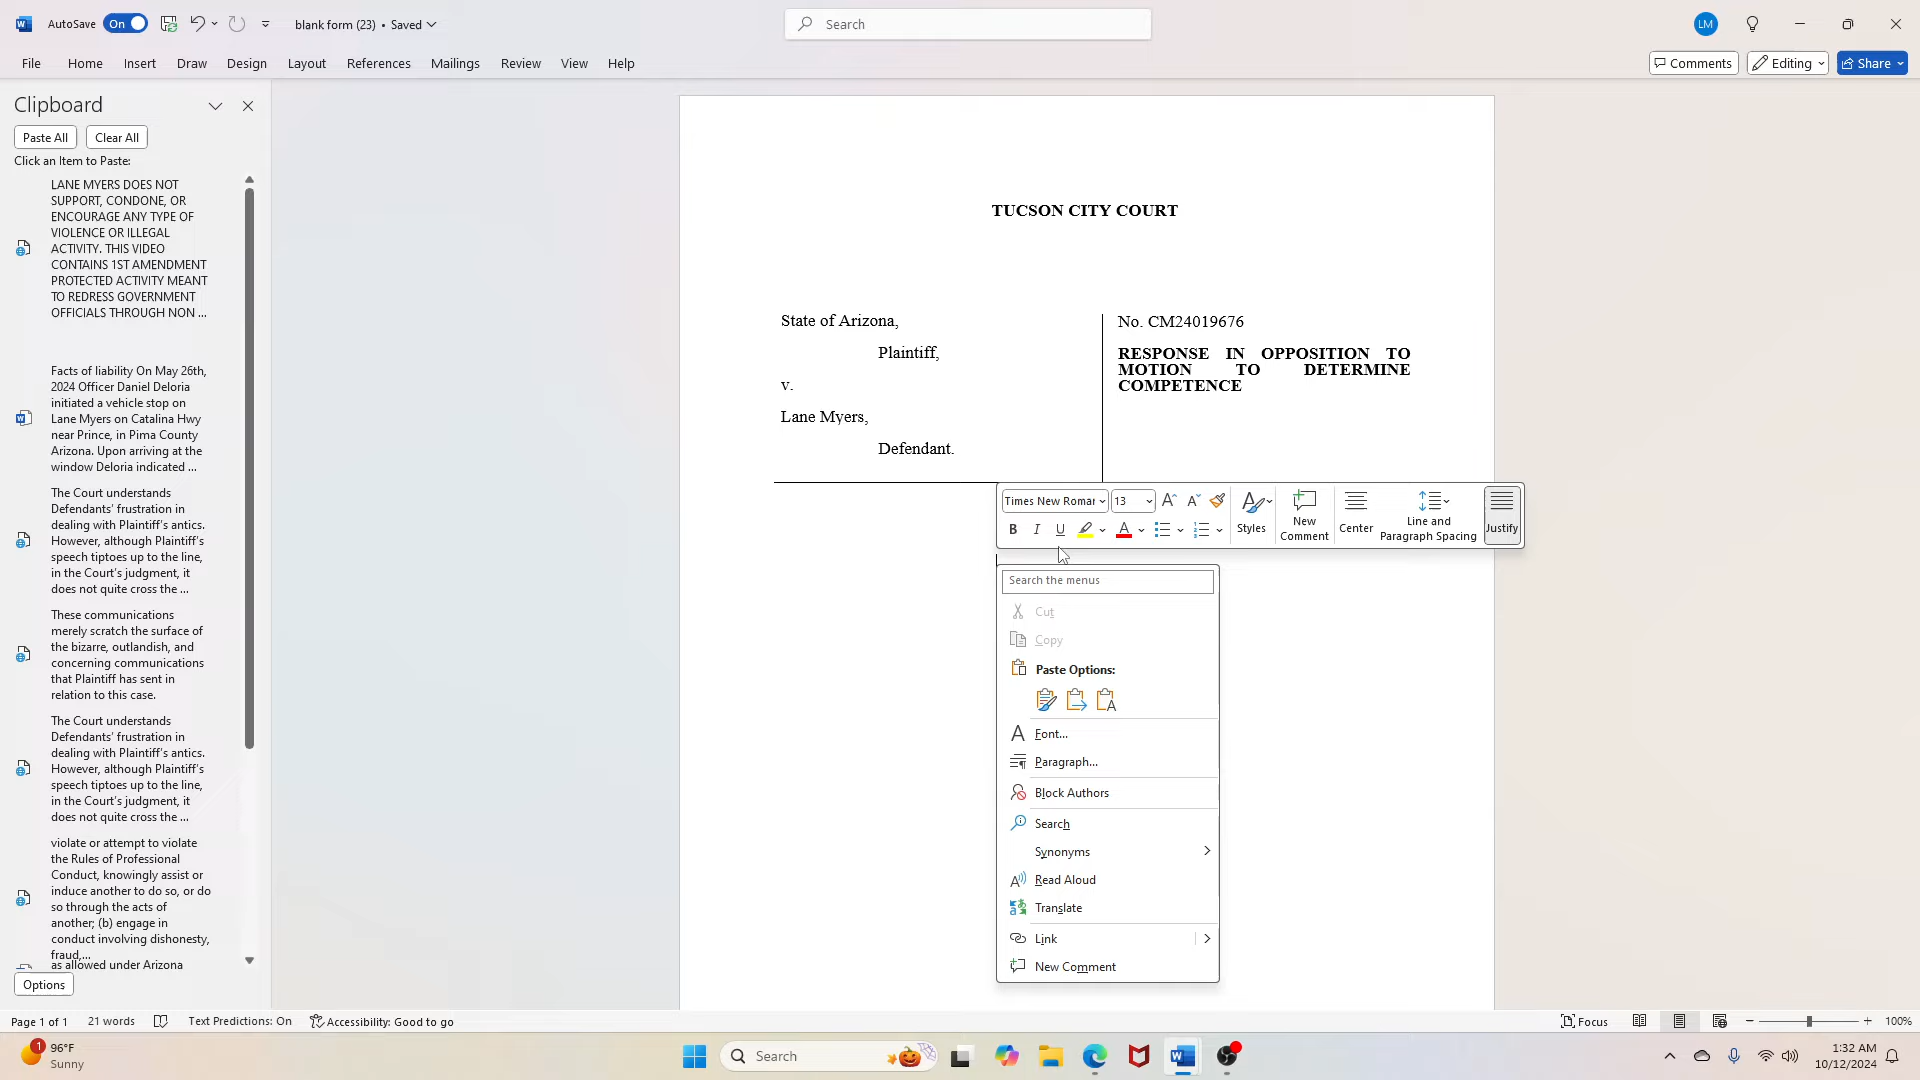 AutoSave On blank form (23) • Saved Search LM
File Home Insert Draw Design Layout References Mailings Review View Help Comments Editing Share
Clipboard
Paste All Clear All
Click an Item to Paste:
LANE MYERS DOES NOT
SUPPORT, CONDONE, OR
ENCOURAGE ANY TYPE OF
VIOLENCE OR ILLEGAL
ACTIVITY. THIS VIDEO
CONTAINS 1ST AMENDMENT
PROTECTED ACTIVITY MEANT
TO REDRESS GOVERNMENT
OFFICIALS THROUGH NON ...
Facts of liability On May 26th,
2024 Officer Daniel Deloria
initiated a vehicle stop on
Lane Myers on Catalina Hwy
near Prince, in Pima County
Arizona. Upon arriving at the
window Deloria indicated ...
The Court understands
Defendants' frustration in
dealing with Plaintiff's antics.
However, although Plaintiff's
speech tiptoes up to the line,
in the Court's judgment, it
does not quite cross the ...
These communications
merely scratch the surface of
the bizarre, outlandish, and
concerning communications
that Plaintiff has sent in
relation to this case.
The Court understands
Defendants' frustration in
dealing with Plaintiff's antics.
However, although Plaintiff's
speech tiptoes up to the line,
in the Court's judgment, it
does not quite cross the ...
violate or attempt to violate
the Rules of Professional
Conduct, knowingly assist or
induce another to do so, or do
so through the acts of
another; (b) engage in
conduct involving dishonesty,
fraud,...
as allowed under Arizona
Options
TUCSON CITY COURT
State of Arizona,
Plaintiff,
v.
Lane Myers,
Defendant.
No. CM24019676
RESPONSE IN OPPOSITION TO
MOTION TO DETERMINE
COMPETENCE
Times New Roman 13
B I U A Styles New Comment Center Line and Paragraph Spacing Justify
Search the menus
Cut
Copy
Paste Options:
Font...
Paragraph...
Block Authors
Search
Synonyms
Read Aloud
Translate
Link
New Comment
Page 1 of 1 21 words Text Predictions: On Accessibility: Good to go Focus 100%
1 96°F
Sunny
Search
1:32 AM
10/12/2024